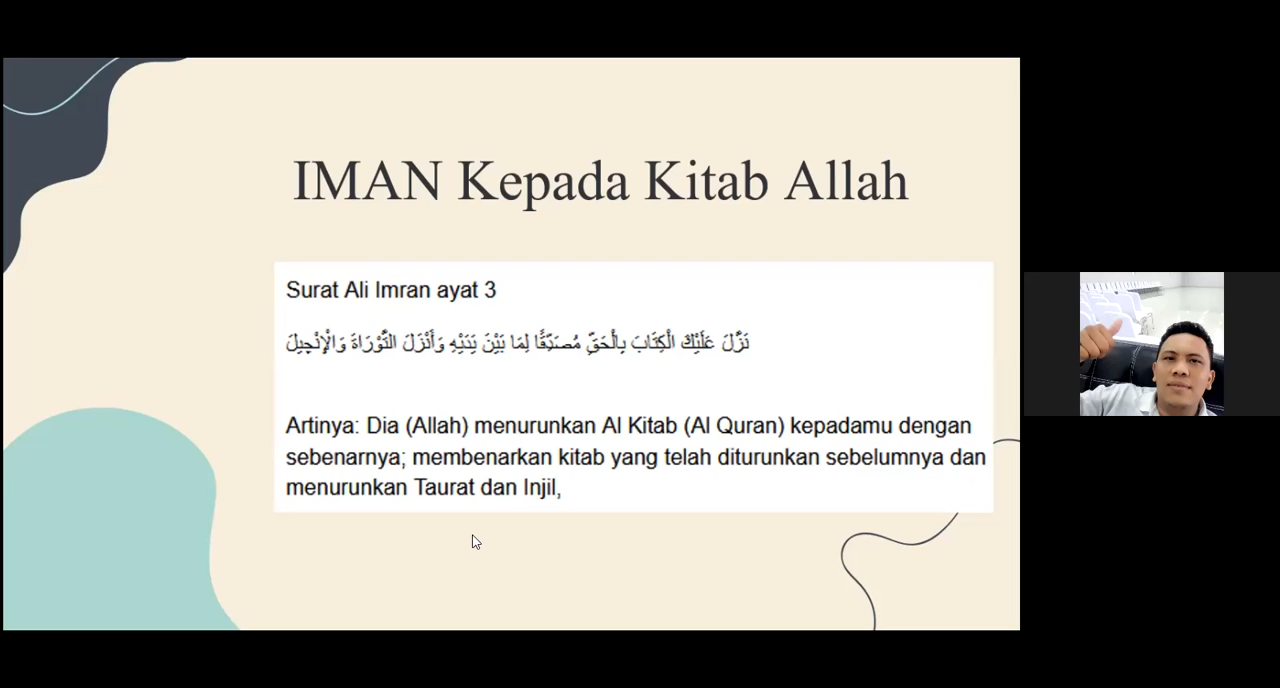 IMAN Kepada Kitab Allah
Surat Ali Imran ayat 3
نَزَّلَ عَلَيْكَ الْكِتَابَ بِالْحَقِّ مُصَدِّقًا لِمَا بَيْنَ يَدَيْهِ وَأَنْزَلَ التَّوْرَاةَ وَالْإِنْجِيلَ
Artinya: Dia (Allah) menurunkan Al Kitab (Al Quran) kepadamu dengan
sebenarnya; membenarkan kitab yang telah diturunkan sebelumnya dan
menurunkan Taurat dan Injil,